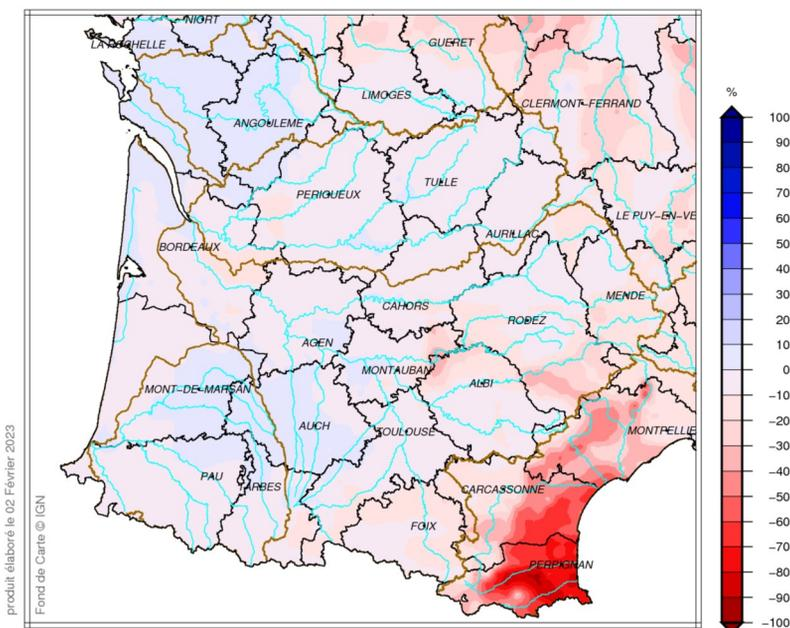 NIORT
LA ROCHELLE
GUERET
%
LIMOGES
CLERMONT-FERRAND
ANGOULEME
PERIGUEUX
TULLE
LE PUY-EN-VE
AURILLAC
BORDEAUX
MENDE
CAHORS
RODEZ
AGEN
MONTAUBAN
ALBI
MONT-DE-MARSAN
AUCH
TOULOUSE
MONTPELLIE
PAU
TARBES
CARCASSONNE
FOIX
PERPIGNAN
100
90
80
70
60
50
40
30
20
10
0
-10
-20
-30
-40
-50
-60
-70
-80
-90
-100
produit élaboré le 02 Février 2023
Fond de Carte © IGN